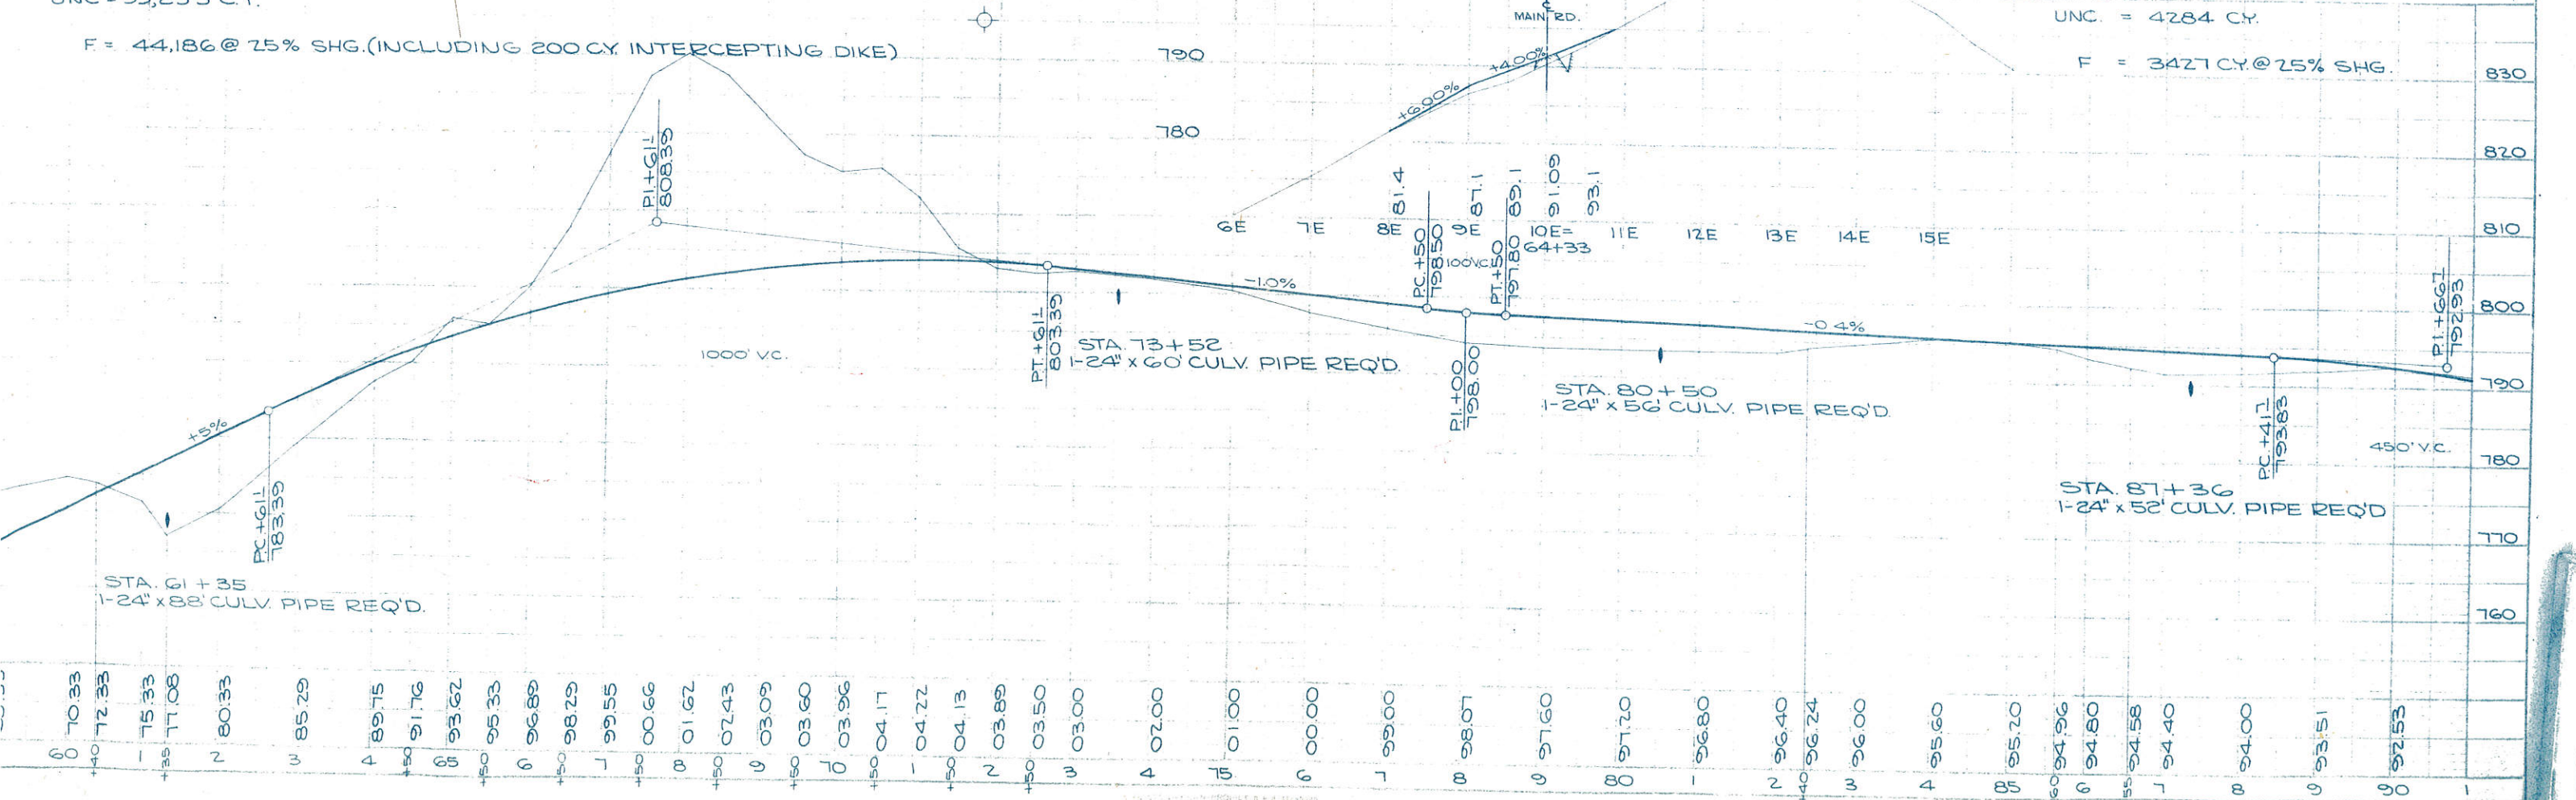 F = 44,186 @ 25% SHG. (INCLUDING 200 C.Y. INTERCEPTING DIKE)
790
780
℄
MAIN RD.
+6.00%
+4.00%
UNC. = 4284 C.Y.
F = 3427 C.Y. @ 25% SHG.
830
820
810
800
790
780
770
760
P.I. +61
808.39
81.4
87.1
89.1
91.09
93.1
6E 7E 8E 9E 10E= 11E 12E 13E 14E 15E
64+33
P.C. +50
798.50
100' V.C.
P.T. +50
797.80
-1.0%
-0.4%
P.I. +667
792.93
1000' V.C.
P.T. +61
803.39
STA. 73+52
1-24" x 60' CULV. PIPE REQ'D.
P.I. +00
798.00
STA. 80+50
1-24" x 56' CULV. PIPE REQ'D.
P.C. +417
793.83
450' V.C.
STA. 87+36
1-24" x 52' CULV. PIPE REQ'D
+5%
P.C. +61
783.39
STA. 61+35
1-24" x 88' CULV. PIPE REQ'D.
70.33 72.33 75.33 77.08 80.33 85.29 89.75 91.76 93.62 95.33 96.89 98.29 99.55 00.66 01.62 02.43 03.09 03.60 03.96 04.17 04.22 04.13 03.89 03.50 03.00 02.00 01.00 00.00 99.00 98.07 97.60 97.20 96.80 96.40 96.24 96.00 95.60 95.20 94.96 94.80 94.58 94.40 94.00 93.51 92.53
60 +40 1 +35 2 3 4 +50 65 +50 6 +50 7 +50 8 +50 9 +50 70 +50 1 +50 2 +50 3 4 75 6 7 8 9 80 1 2 +40 3 4 85 60 6 55 7 8 9 90 1